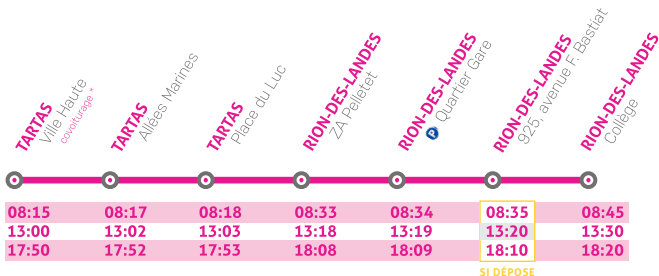 TARTAS
Ville Haute
covoiturage *
TARTAS
Allées Marines
TARTAS
Place du Luc
RION-DES-LANDES
ZA Pelletet
RION-DES-LANDES
P Quartier Gare
RION-DES-LANDES
925, avenue F. Bastiat
RION-DES-LANDES
Collège
08:15 08:17 08:18 08:33 08:34 08:35 08:45
13:00 13:02 13:03 13:18 13:19 13:20 13:30
17:50 17:52 17:53 18:08 18:09 18:10 18:20
SI DÉPOSE